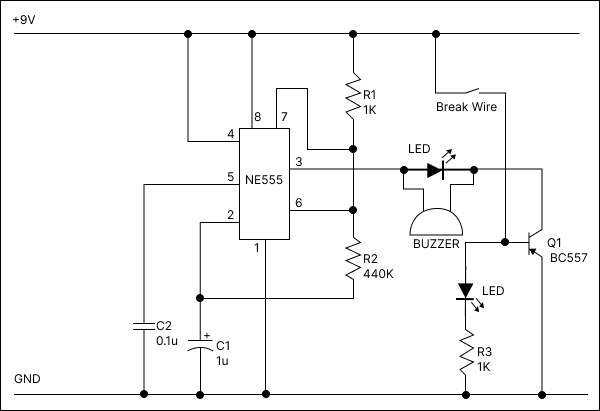 +9V
R1
1K
Break Wire
8
7
4
LED
3
5
NE555
6
2
BUZZER
Q1
BC557
1
R2
440K
LED
C2
0.1u
+
C1
1u
R3
1K
GND